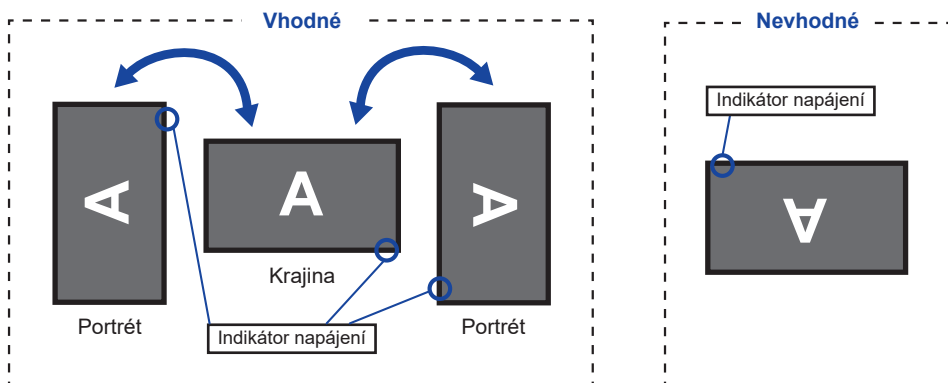 Vhodné
Nevhodné
Indikátor napájení
A
A
A
A
Krajina
Portrét
Portrét
Indikátor napájení